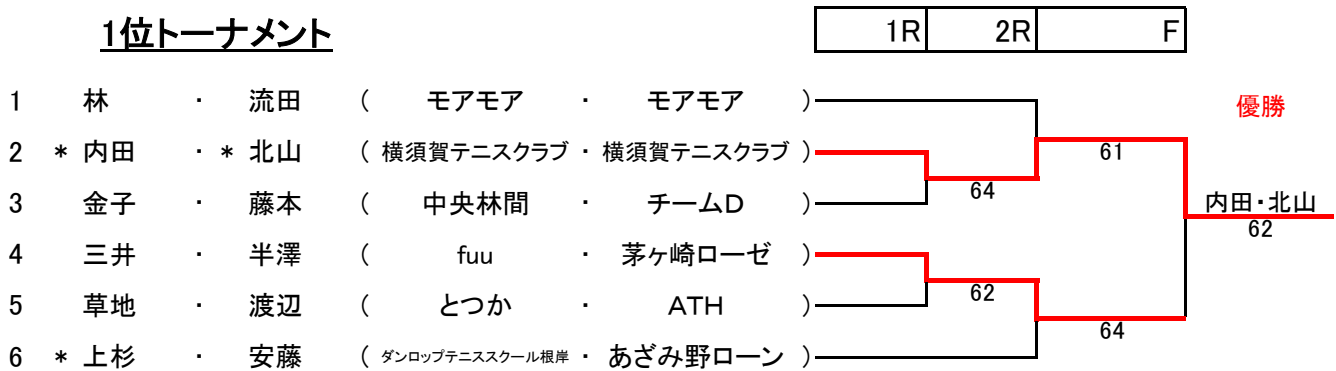 1位トーナメント 1R 2R F
1 林 ・ 流田 ( モアモア ・ モアモア )
優勝
2 * 内田 ・ * 北山 ( 横須賀テニスクラブ ・ 横須賀テニスクラブ )
61
64
3 金子 ・ 藤本 ( 中央林間 ・ チームD )
内田・北山
62
4 三井 ・ 半澤 ( fuu ・ 茅ヶ崎ローゼ )
62
5 草地 ・ 渡辺 ( とつか ・ ATH )
64
6 * 上杉 ・ 安藤 ( ダンロップテニススクール根岸 ・ あざみ野ローン )